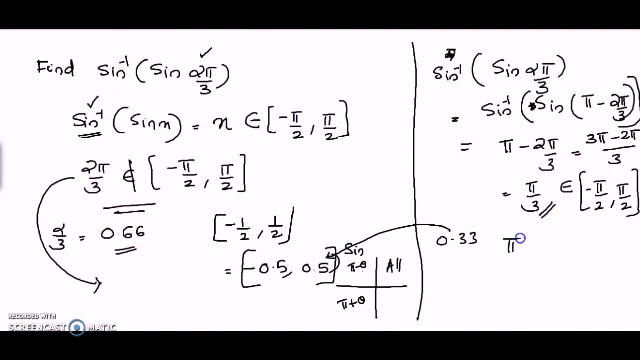 Find Sin⁻¹(Sin 2π/3) ✓
Sin⁻¹(Sin x) = x ∈ [-π/2, π/2]
2π/3 ∉ [-π/2, π/2]
2/3 = 0.66
[-1/2, 1/2]
= [-0.5, 0.5]
Sin
π-θ
All
π+θ
Sin⁻¹(Sin 2π/3)
= Sin⁻¹(Sin(π - 2π/3))
= π - 2π/3 = 3π-2π/3
= π/3 ∈ [-π/2, π/2]
0.33 π
RECORDED WITH
SCREENCAST MATIC